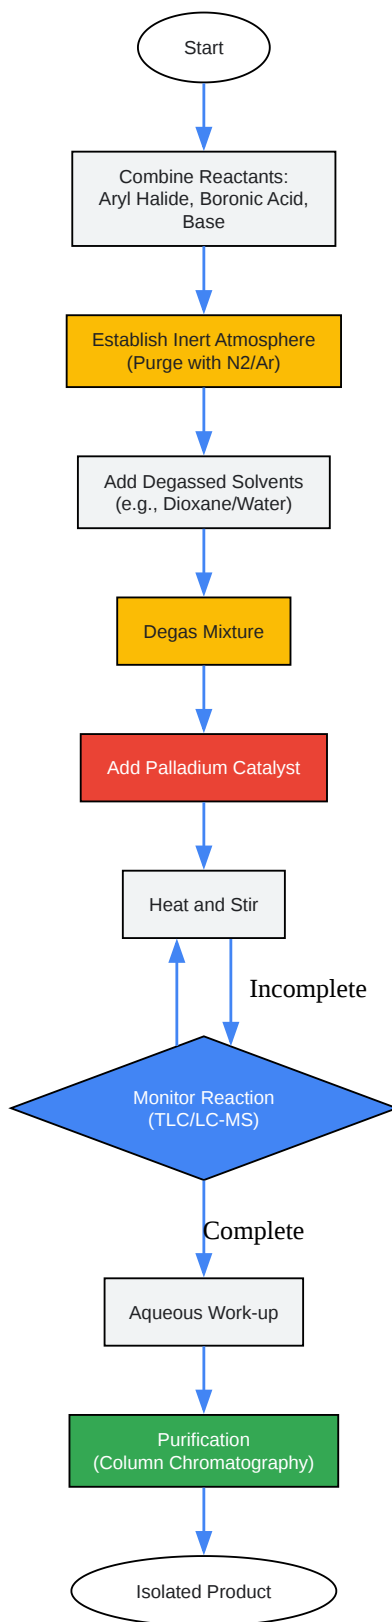 Start
Combine Reactants:
Aryl Halide, Boronic Acid,
Base
Establish Inert Atmosphere
(Purge with N2/Ar)
Add Degassed Solvents
(e.g., Dioxane/Water)
Degas Mixture
Add Palladium Catalyst
Heat and Stir
Incomplete
Monitor Reaction
(TLC/LC-MS)
Complete
Aqueous Work-up
Purification
(Column Chromatography)
Isolated Product